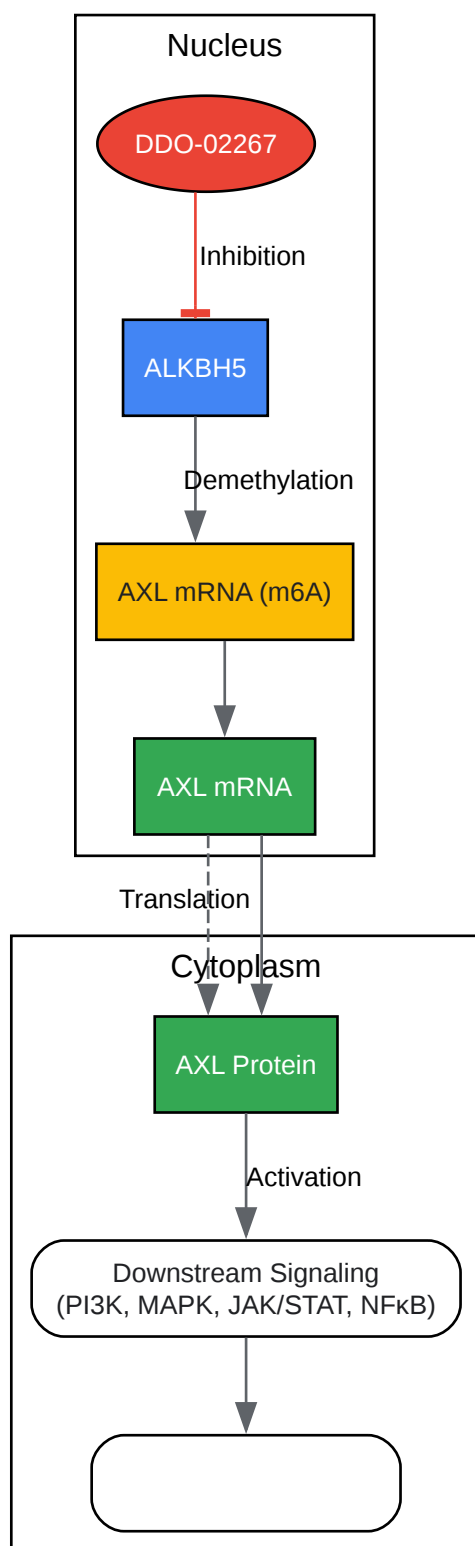 Nucleus
DDO-02267
Inhibition
ALKBH5
Demethylation
AXL mRNA (m6A)
AXL mRNA
Translation
Cytoplasm
AXL Protein
Activation
Downstream Signaling
(PI3K, MAPK, JAK/STAT, NFκB)